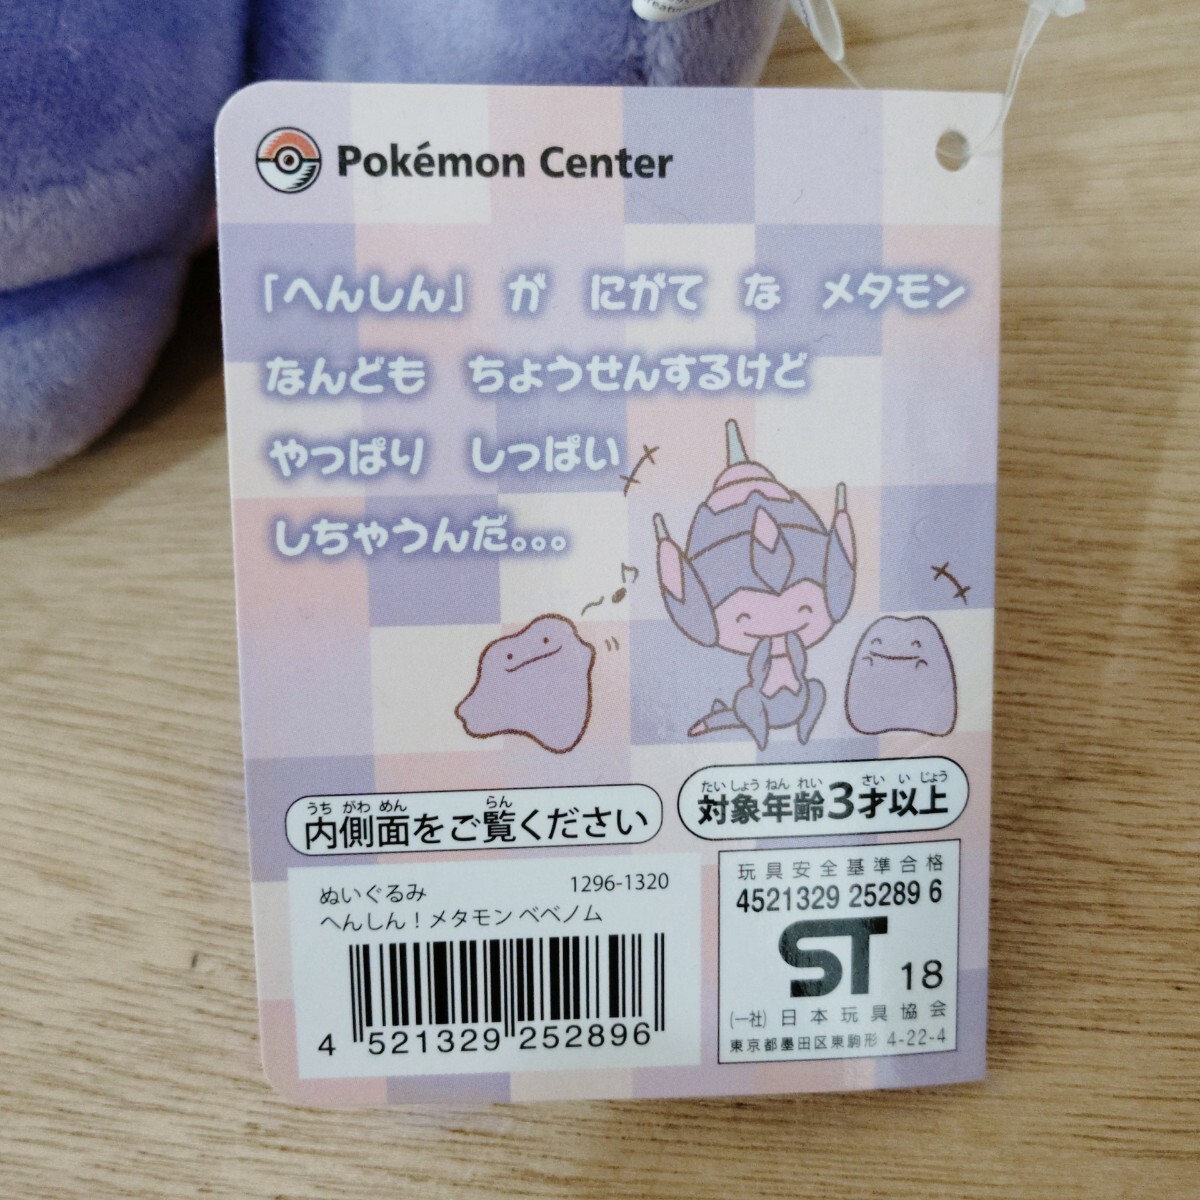 Pokémon Center
「へんしん」 が にがて な メタモン
なんども ちょうせんするけど
やっぱり しっぱい
しちゃうんだ。。。
うち がわ めん らん
内側面をご覧ください
たい しょう ねん れい さい い じょう
対象年齢3才以上
ぬいぐるみ 1296-1320
へんしん！メタモン ベベノム
4 521329 252896
玩具安全基準合格
4521329 25289 6
ST 18
(一社) 日本玩具協会
東京都墨田区東駒形 4-22-4